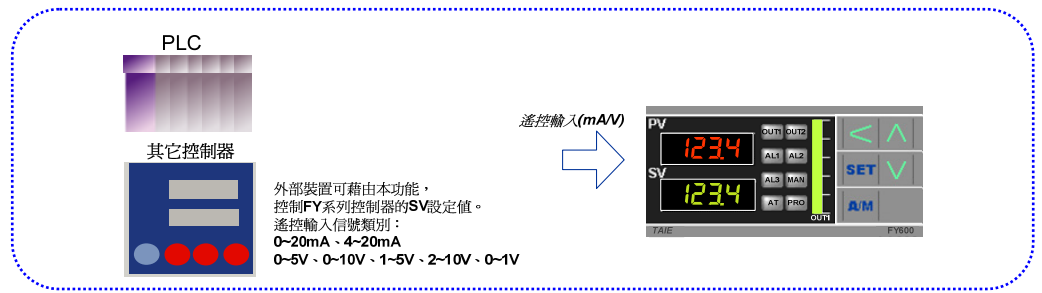 PLC
其它控制器
外部裝置可藉由本功能，
控制FY系列控制器的SV設定值。
遙控輸入信號類別：
0~20mA、4~20mA
0~5V、0~10V、1~5V、2~10V、0~1V
遙控輸入(mA/V)
PV
123.4
SV
123.4
OUT1 OUT2
AL1 AL2
AL3 MAN
AT PRO
OUT1
SET
A/M
TAIE
FY600